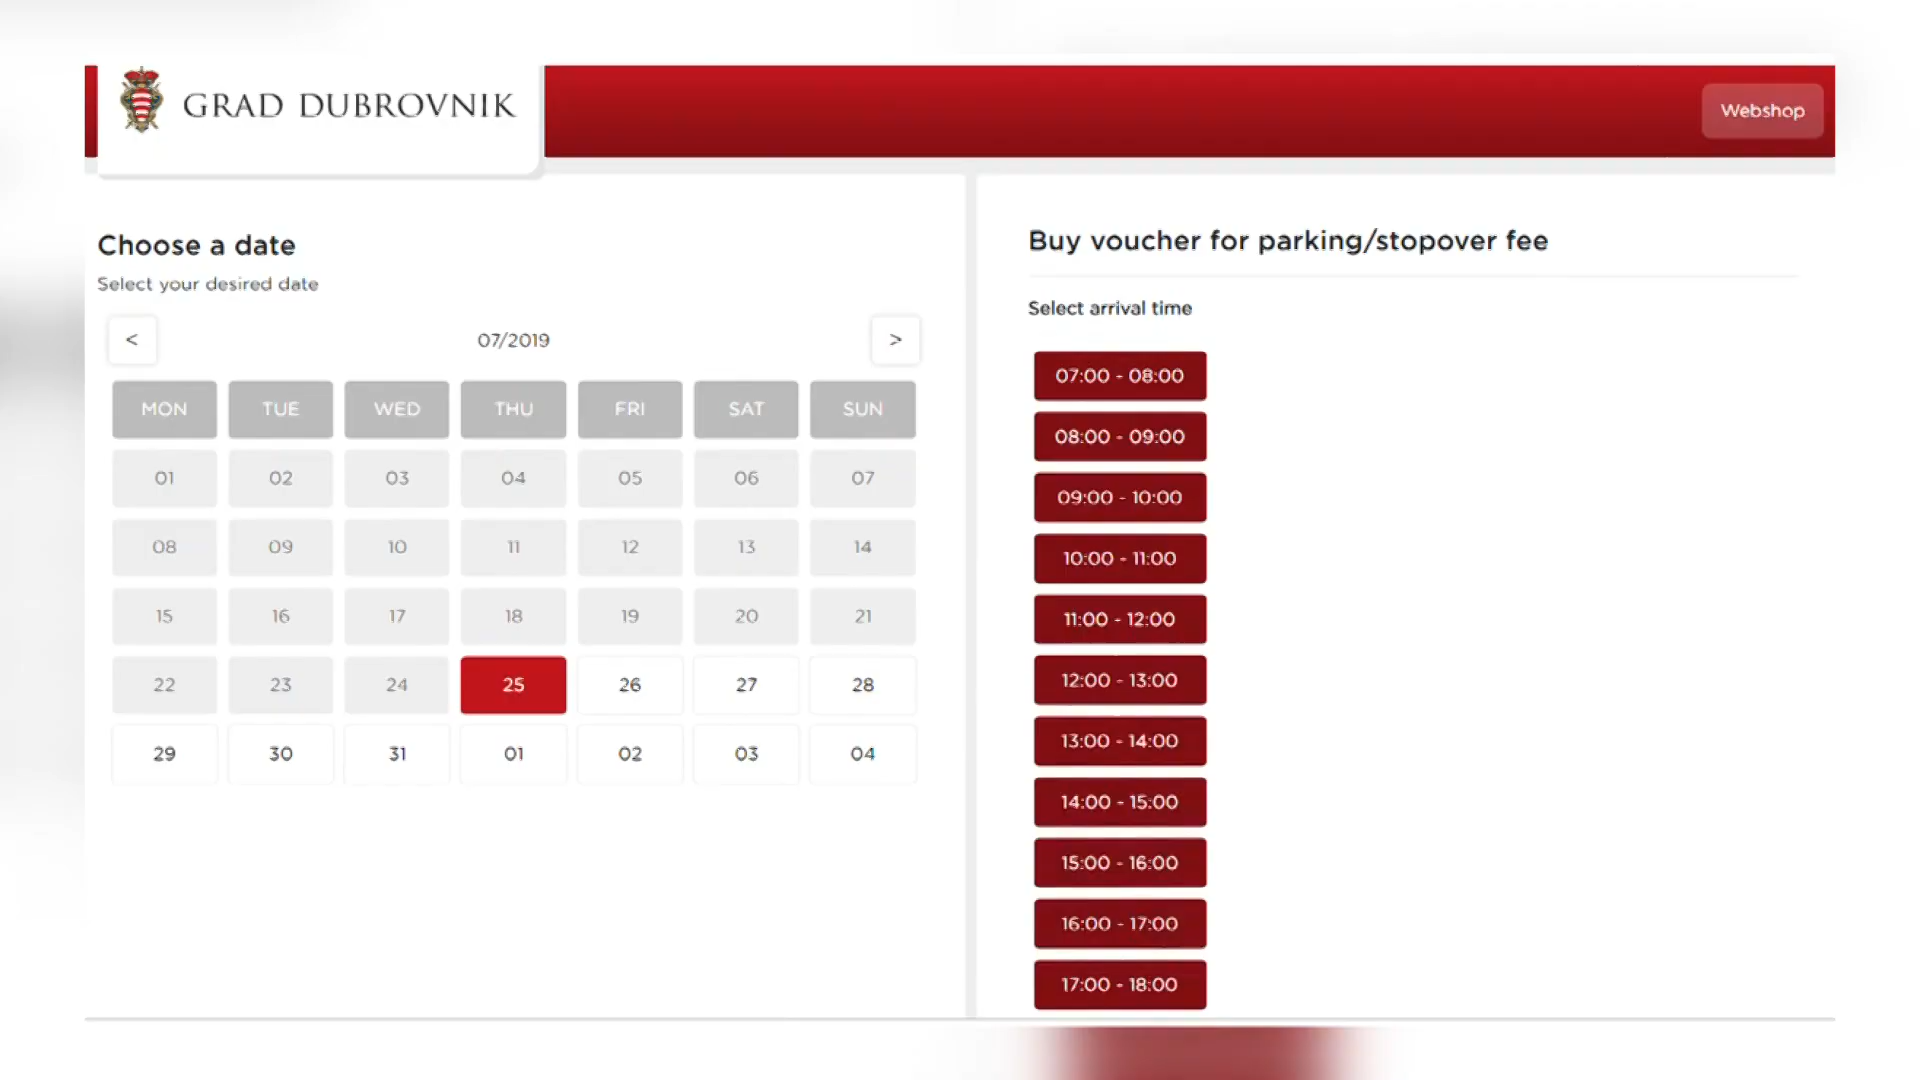 GRAD DUBROVNIK
Webshop
Choose a date
Select your desired date
< 07/2019 >
MON TUE WED THU FRI SAT SUN
01 02 03 04 05 06 07
08 09 10 11 12 13 14
15 16 17 18 19 20 21
22 23 24 25 26 27 28
29 30 31 01 02 03 04
Buy voucher for parking/stopover fee
Select arrival time
07:00 - 08:00
08:00 - 09:00
09:00 - 10:00
10:00 - 11:00
11:00 - 12:00
12:00 - 13:00
13:00 - 14:00
14:00 - 15:00
15:00 - 16:00
16:00 - 17:00
17:00 - 18:00